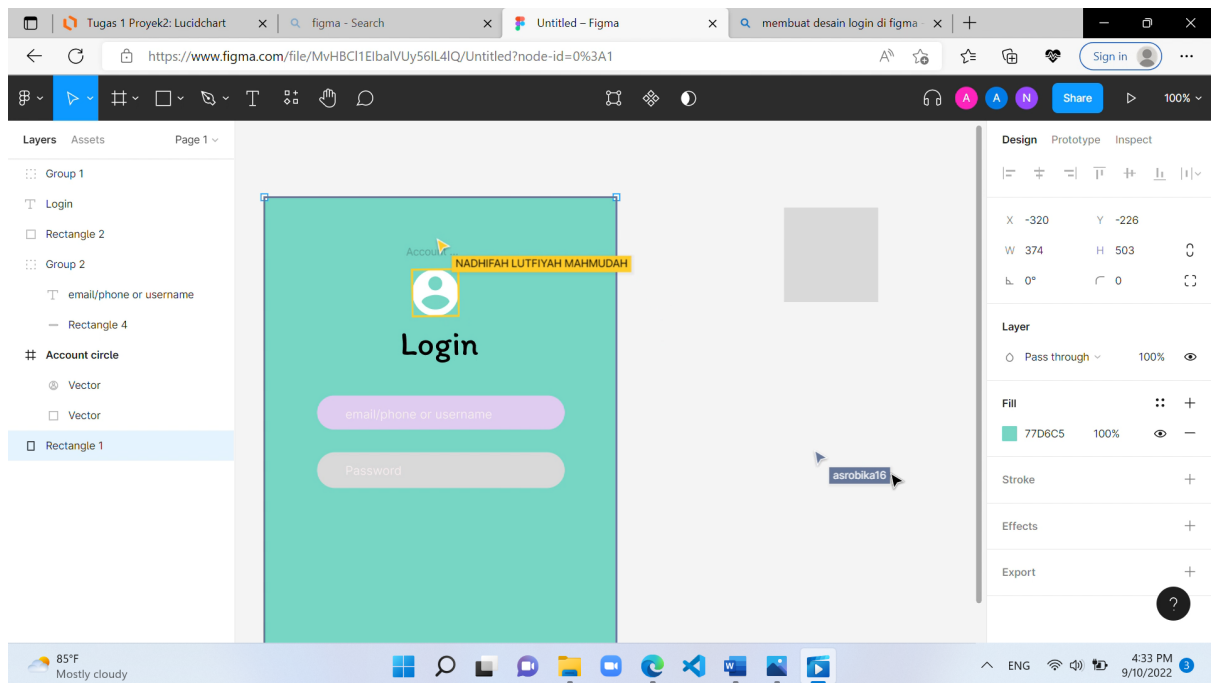 Tugas 1 Proyek2: Lucidchart
figma - Search
Untitled – Figma
membuat desain login di figma -
https://www.figma.com/file/MvHBCl1ElbalVUy56lL4lQ/Untitled?node-id=0%3A1
Sign in
A A N
Share
100%
Layers Assets Page 1
Design Prototype Inspect
Group 1
Login
Rectangle 2
Group 2
email/phone or username
Rectangle 4
Account circle
Vector
Vector
Rectangle 1
Account ...
NADHIFAH LUTFIYAH MAHMUDAH
Login
email/phone or username
Password
asrobika16
X -320 Y -226
W 374 H 503
0° 0
Layer
Pass through 100%
Fill
77D6C5 100%
Stroke
Effects
Export
?
85°F
Mostly cloudy
ENG
4:33 PM
9/10/2022
3